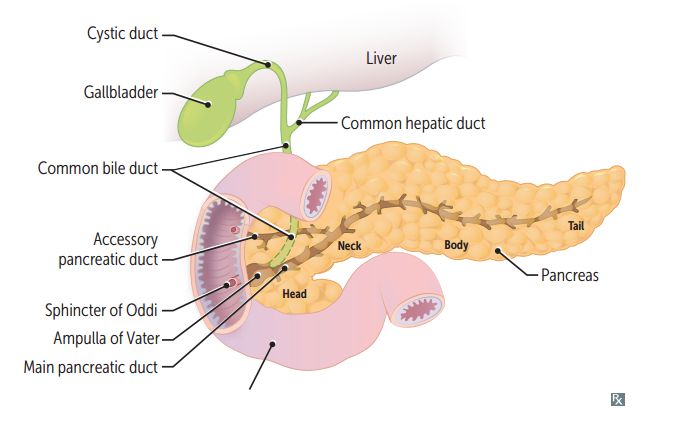 Cystic duct
Liver
Gallbladder
Common hepatic duct
Common bile duct
Accessory
pancreatic duct
Neck
Body
Tail
Pancreas
Head
Sphincter of Oddi
Ampulla of Vater
Main pancreatic duct
Rx